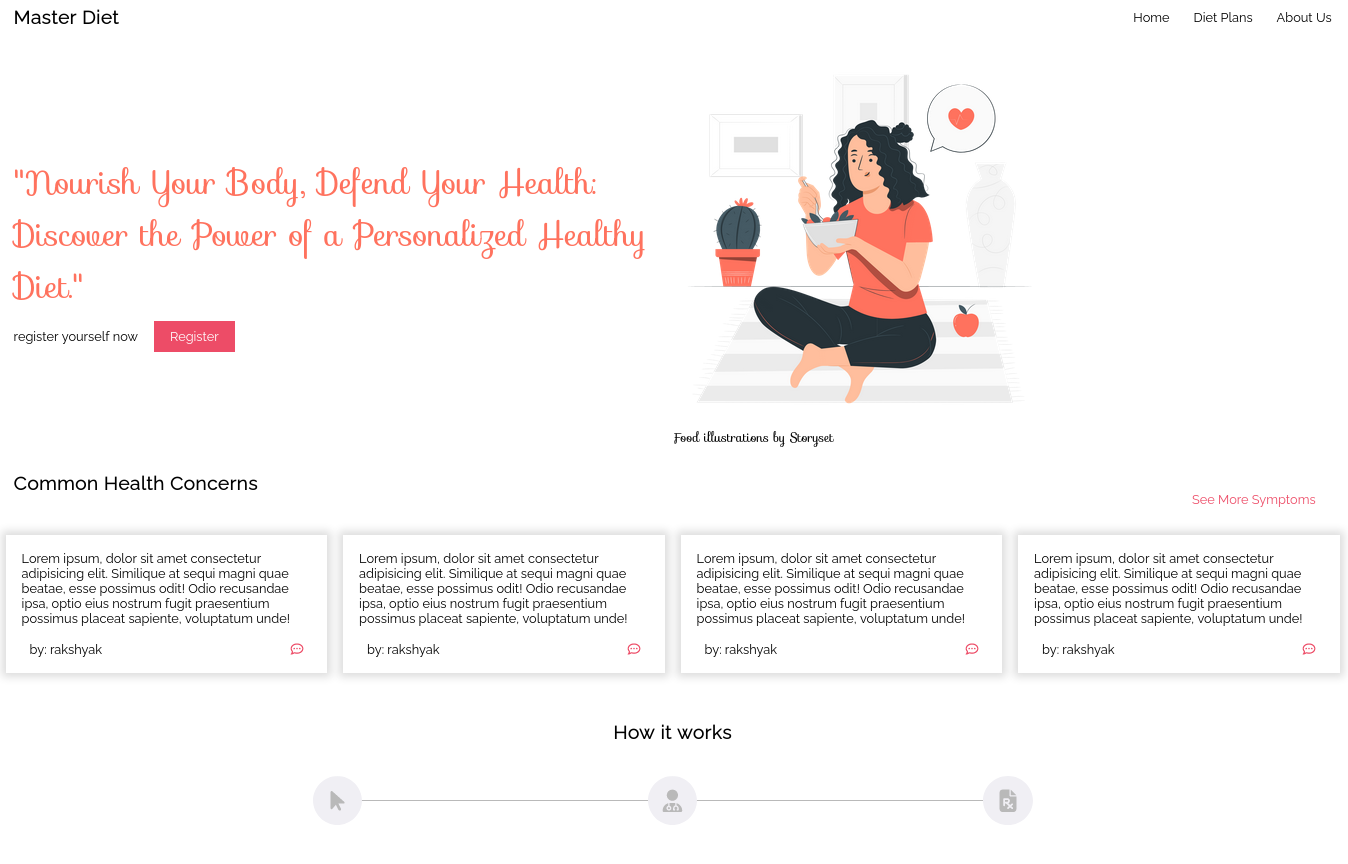 Master Diet
Home Diet Plans About Us
"Nourish Your Body, Defend Your Health:
Discover the Power of a Personalized Healthy
Diet."
register yourself now Register
Food illustrations by Storyset
Common Health Concerns
See More Symptoms
Lorem ipsum, dolor sit amet consectetur
adipisicing elit. Similique at sequi magni quae
beatae, esse possimus odit! Odio recusandae
ipsa, optio eius nostrum fugit praesentium
possimus placeat sapiente, voluptatum unde!
by: rakshyak
Lorem ipsum, dolor sit amet consectetur
adipisicing elit. Similique at sequi magni quae
beatae, esse possimus odit! Odio recusandae
ipsa, optio eius nostrum fugit praesentium
possimus placeat sapiente, voluptatum unde!
by: rakshyak
Lorem ipsum, dolor sit amet consectetur
adipisicing elit. Similique at sequi magni quae
beatae, esse possimus odit! Odio recusandae
ipsa, optio eius nostrum fugit praesentium
possimus placeat sapiente, voluptatum unde!
by: rakshyak
Lorem ipsum, dolor sit amet consectetur
adipisicing elit. Similique at sequi magni quae
beatae, esse possimus odit! Odio recusandae
ipsa, optio eius nostrum fugit praesentium
possimus placeat sapiente, voluptatum unde!
by: rakshyak
How it works